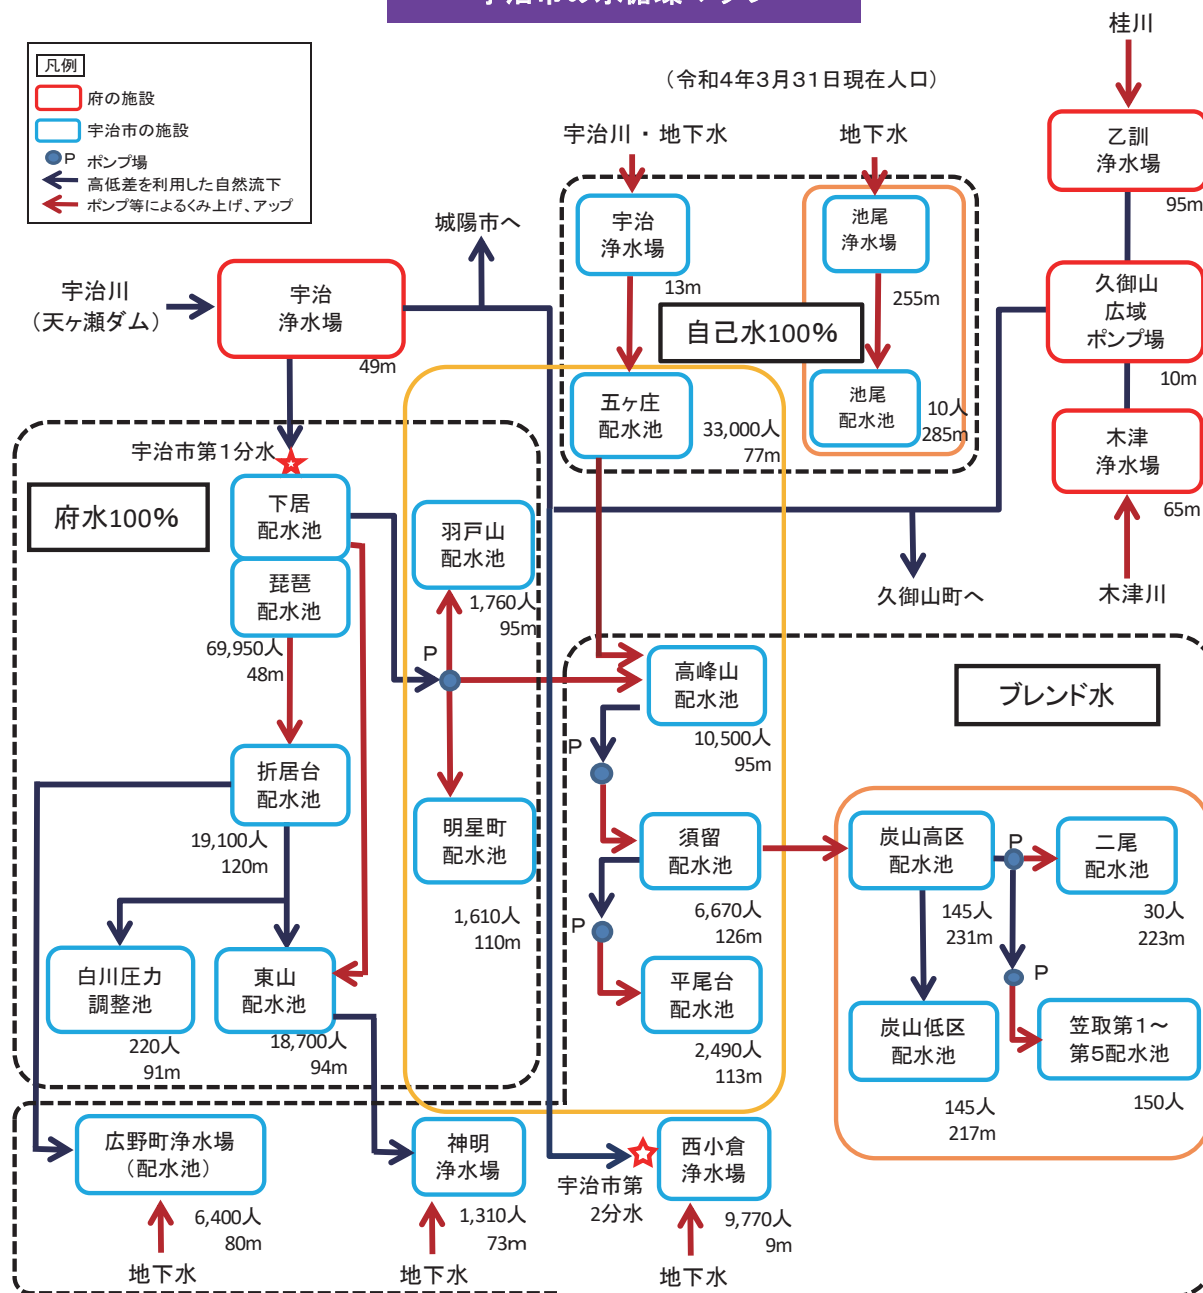 桂川
凡例
府の施設
宇治市の施設
P ポンプ場
高低差を利用した自然流下
ポンプ等によるくみ上げ、アップ
（令和4年3月31日現在人口）
宇治川・地下水
地下水
乙訓
浄水場
95m
宇治
浄水場
13m
池尾
浄水場
255m
城陽市へ
宇治川
（天ヶ瀬ダム）
宇治
浄水場
49m
自己水100%
久御山
広域
ポンプ場
10m
五ヶ庄
配水池
33,000人
77m
池尾
配水池
10人
285m
木津
浄水場
65m
木津川
久御山町へ
宇治市第1分水
府水100%
下居
配水池
琵琶
配水池
69,950人
48m
羽戸山
配水池
1,760人
95m
P
高峰山
配水池
10,500人
95m
ブレンド水
P
折居台
配水池
19,100人
120m
明星町
配水池
1,610人
110m
須留
配水池
6,670人
126m
炭山高区
配水池
145人
231m
P
二尾
配水池
30人
223m
P
平尾台
配水池
2,490人
113m
P
炭山低区
配水池
145人
217m
笠取第1～
第5配水池
150人
白川圧力
調整池
220人
91m
東山
配水池
18,700人
94m
広野町浄水場
（配水池）
6,400人
80m
地下水
神明
浄水場
1,310人
73m
地下水
宇治市第
2分水
西小倉
浄水場
9,770人
9m
地下水